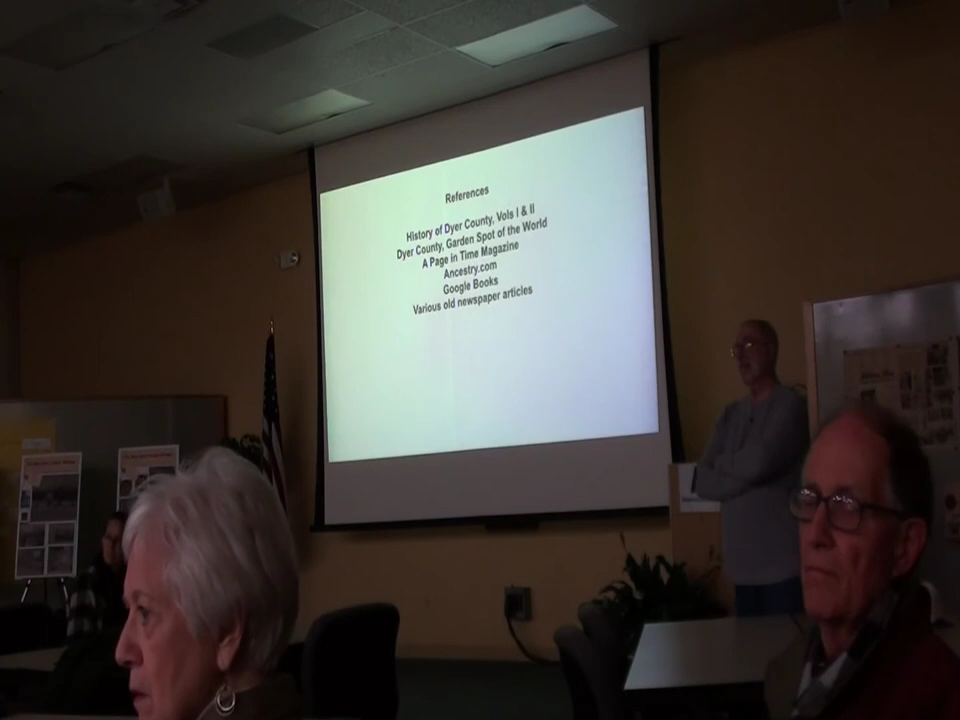 References
History of Dyer County, Vols I & II
Dyer County, Garden Spot of the World
A Page in Time Magazine
Ancestry.com
Google Books
Various old newspaper articles